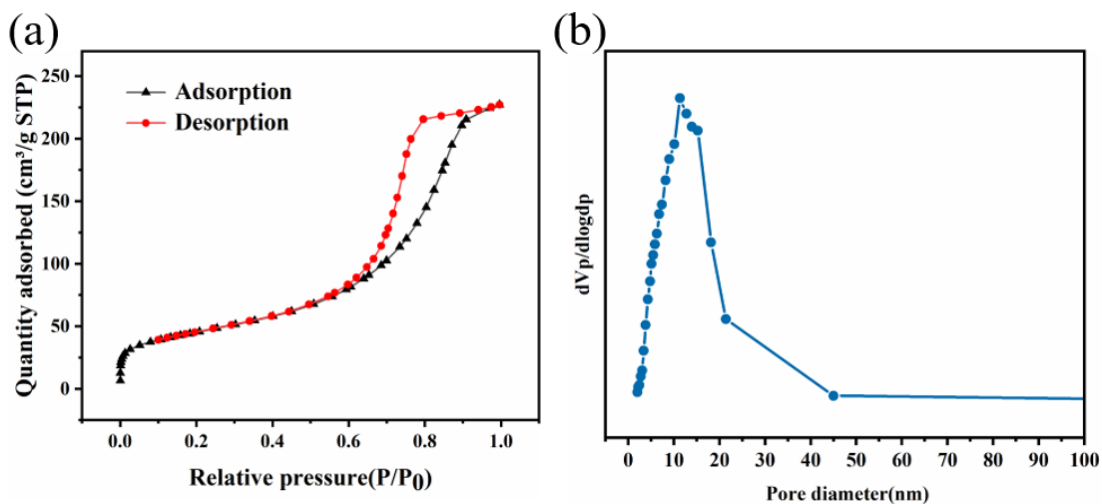 (a)
Quantity adsorbed (cm³/g STP)
250
200
150
100
50
0
Adsorption
Desorption
0.0 0.2 0.4 0.6 0.8 1.0
Relative pressure(P/P₀)
(b)
dVp/dlogdp
0 10 20 30 40 50 60 70 80 90 100
Pore diameter(nm)